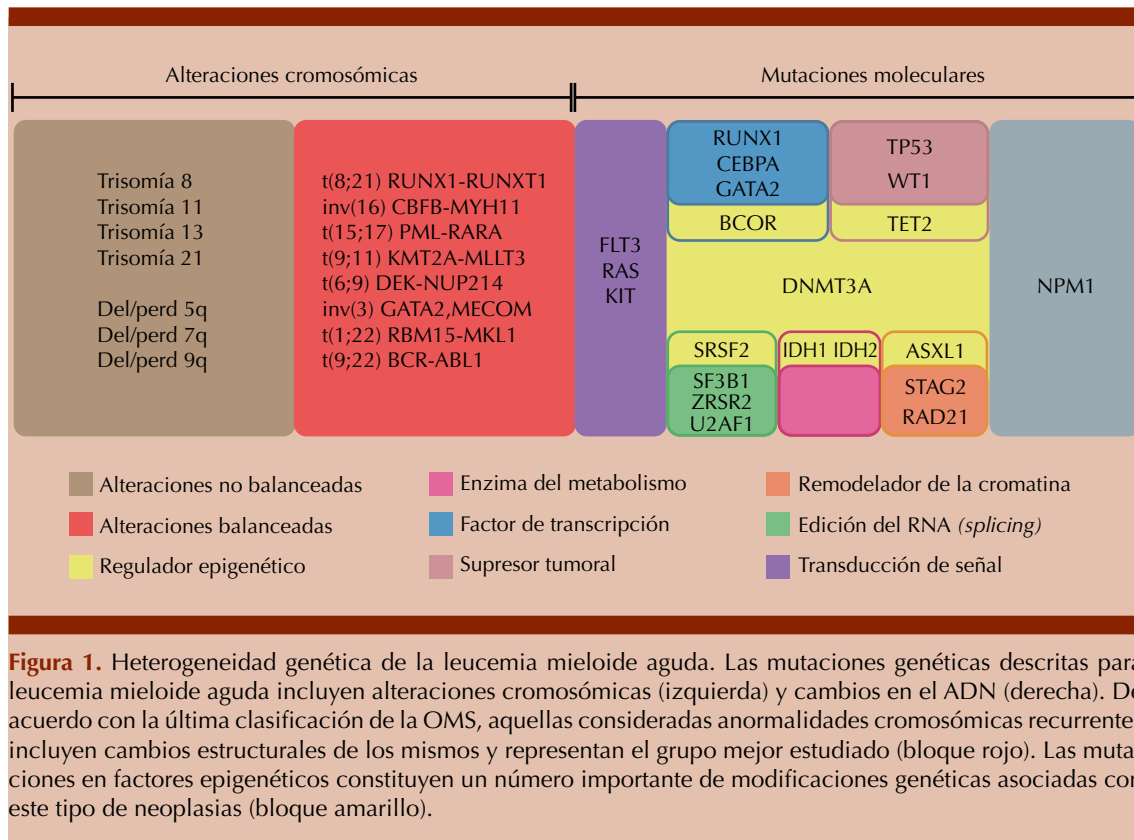 Alteraciones cromosómicas
Mutaciones moleculares
Trisomía 8
Trisomía 11
Trisomía 13
Trisomía 21
Del/perd 5q
Del/perd 7q
Del/perd 9q
t(8;21) RUNX1-RUNXT1
inv(16) CBFB-MYH11
t(15;17) PML-RARA
t(9;11) KMT2A-MLLT3
t(6;9) DEK-NUP214
inv(3) GATA2,MECOM
t(1;22) RBM15-MKL1
t(9;22) BCR-ABL1
FLT3
RAS
KIT
RUNX1
CEBPA
GATA2
BCOR
TP53
WT1
TET2
DNMT3A
SRSF2
SF3B1
ZRSR2
U2AF1
IDH1 IDH2
ASXL1
STAG2
RAD21
NPM1
Alteraciones no balanceadas
Alteraciones balanceadas
Regulador epigenético
Enzima del metabolismo
Factor de transcripción
Supresor tumoral
Remodelador de la cromatina
Edición del RNA (splicing)
Transducción de señal
Figura 1. Heterogeneidad genética de la leucemia mieloide aguda. Las mutaciones genéticas descritas para
leucemia mieloide aguda incluyen alteraciones cromosómicas (izquierda) y cambios en el ADN (derecha). De
acuerdo con la última clasificación de la OMS, aquellas consideradas anormalidades cromosómicas recurrente
incluyen cambios estructurales de los mismos y representan el grupo mejor estudiado (bloque rojo). Las muta
ciones en factores epigenéticos constituyen un número importante de modificaciones genéticas asociadas con
este tipo de neoplasias (bloque amarillo).